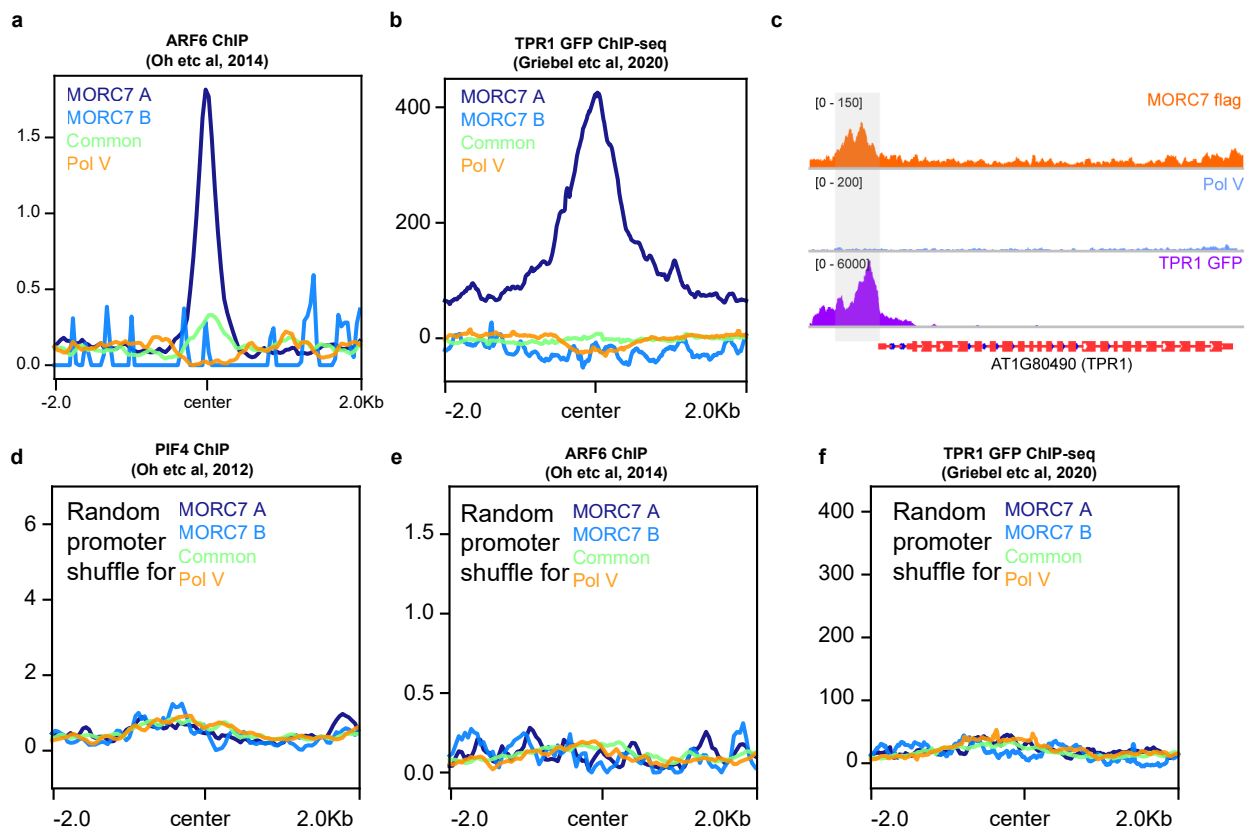 a
ARF6 ChIP
(Oh etc al, 2014)
MORC7 A
MORC7 B
Common
Pol V
1.5
1.0
0.5
0.0
-2.0
center
2.0Kb
b
TPR1 GFP ChIP-seq
(Griebel etc al, 2020)
MORC7 A
MORC7 B
Common
Pol V
400
200
0
-2.0
center
2.0Kb
c
[0 - 150]
MORC7 flag
[0 - 200]
Pol V
[0 - 6000]
TPR1 GFP
AT1G80490 (TPR1)
d
PIF4 ChIP
(Oh etc al, 2012)
Random
promoter
shuffle for
MORC7 A
MORC7 B
Common
Pol V
6
4
2
0
-2.0
center
2.0Kb
e
ARF6 ChIP
(Oh etc al, 2014)
Random
promoter
shuffle for
MORC7 A
MORC7 B
Common
Pol V
1.5
1.0
0.5
0.0
-2.0
center
2.0Kb
f
TPR1 GFP ChIP-seq
(Griebel etc al, 2020)
Random
promoter
shuffle for
MORC7 A
MORC7 B
Common
Pol V
400
300
200
100
0
-2.0
center
2.0Kb